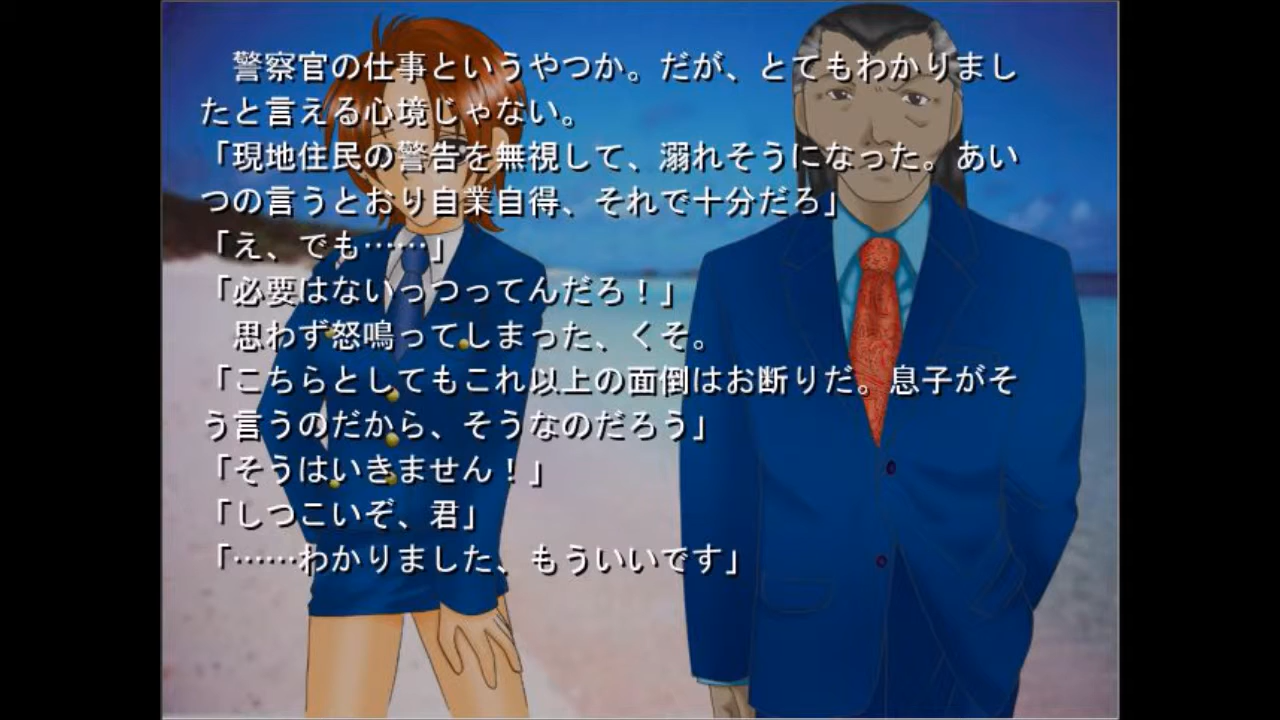 警察官の仕事というやつか。だが、とてもわかりまし
たと言える心境じゃない。
「現地住民の警告を無視して、溺れそうになった。あい
つの言うとおり自業自得、それで十分だろ」
「え、でも……」
「必要はないっつってんだろ！」
　思わず怒鳴ってしまった、くそ。
「こちらとしてもこれ以上の面倒はお断りだ。息子がそ
う言うのだから、そうなのだろう」
「そうはいきません！」
「しつこいぞ、君」
「……わかりました、もういいです」